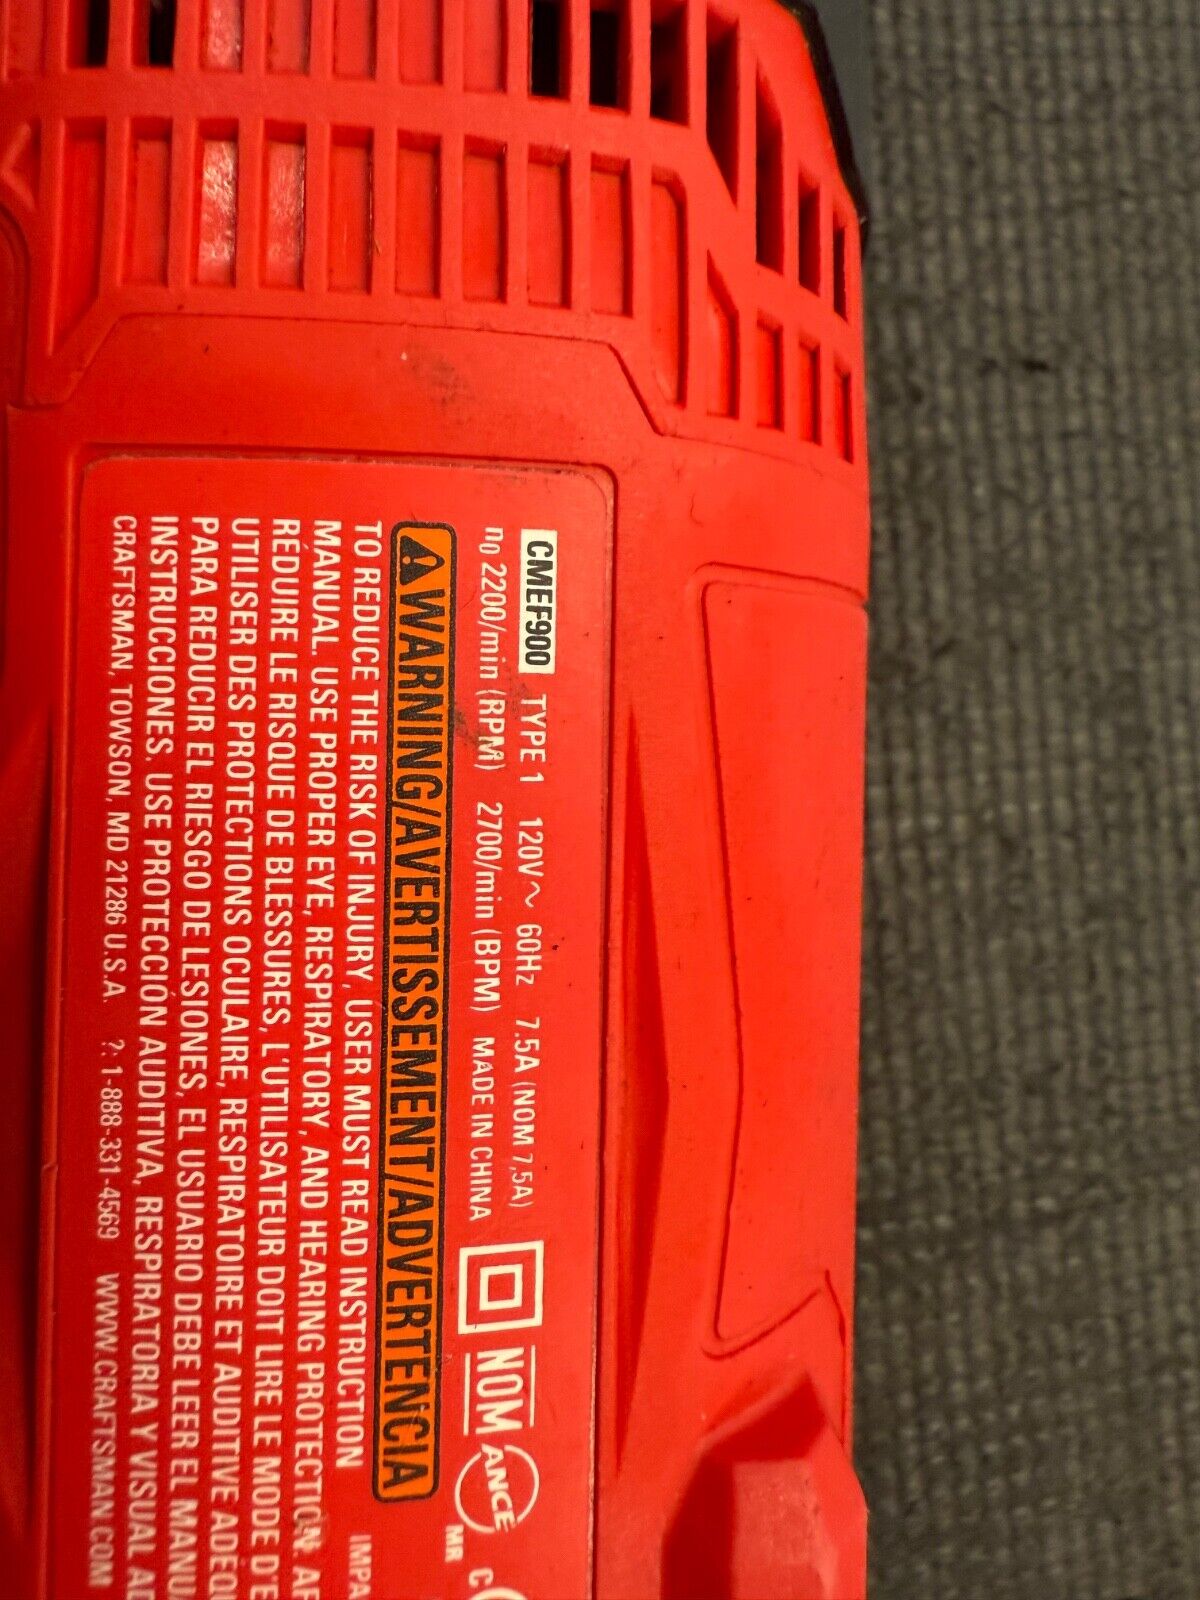 CMEF900 TYPE 1 120V~ 60Hz 7.5A (NOM 7,5A)
n0 2200/min (RPM) 2700/min (BPM) MADE IN CHINA
NOM
ANCE
MR
WARNING/AVERTISSEMENT/ADVERTENCIA
TO REDUCE THE RISK OF INJURY, USER MUST READ INSTRUCTION
MANUAL. USE PROPER EYE, RESPIRATORY, AND HEARING PROTECTION.
RÉDUIRE LE RISQUE DE BLESSURES, L'UTILISATEUR DOIT LIRE LE MODE D'E
UTILISER DES PROTECTIONS OCULAIRE, RESPIRATOIRE ET AUDITIVE ADÉQU
PARA REDUCIR EL RIESGO DE LESIONES, EL USUARIO DEBE LEER EL MANU
INSTRUCCIONES. USE PROTECCIÓN AUDITIVA, RESPIRATORIA Y VISUAL AD
CRAFTSMAN, TOWSON, MD 21286 U.S.A. ?: 1-888-331-4569 WWW.CRAFTSMAN.COM
IMPA